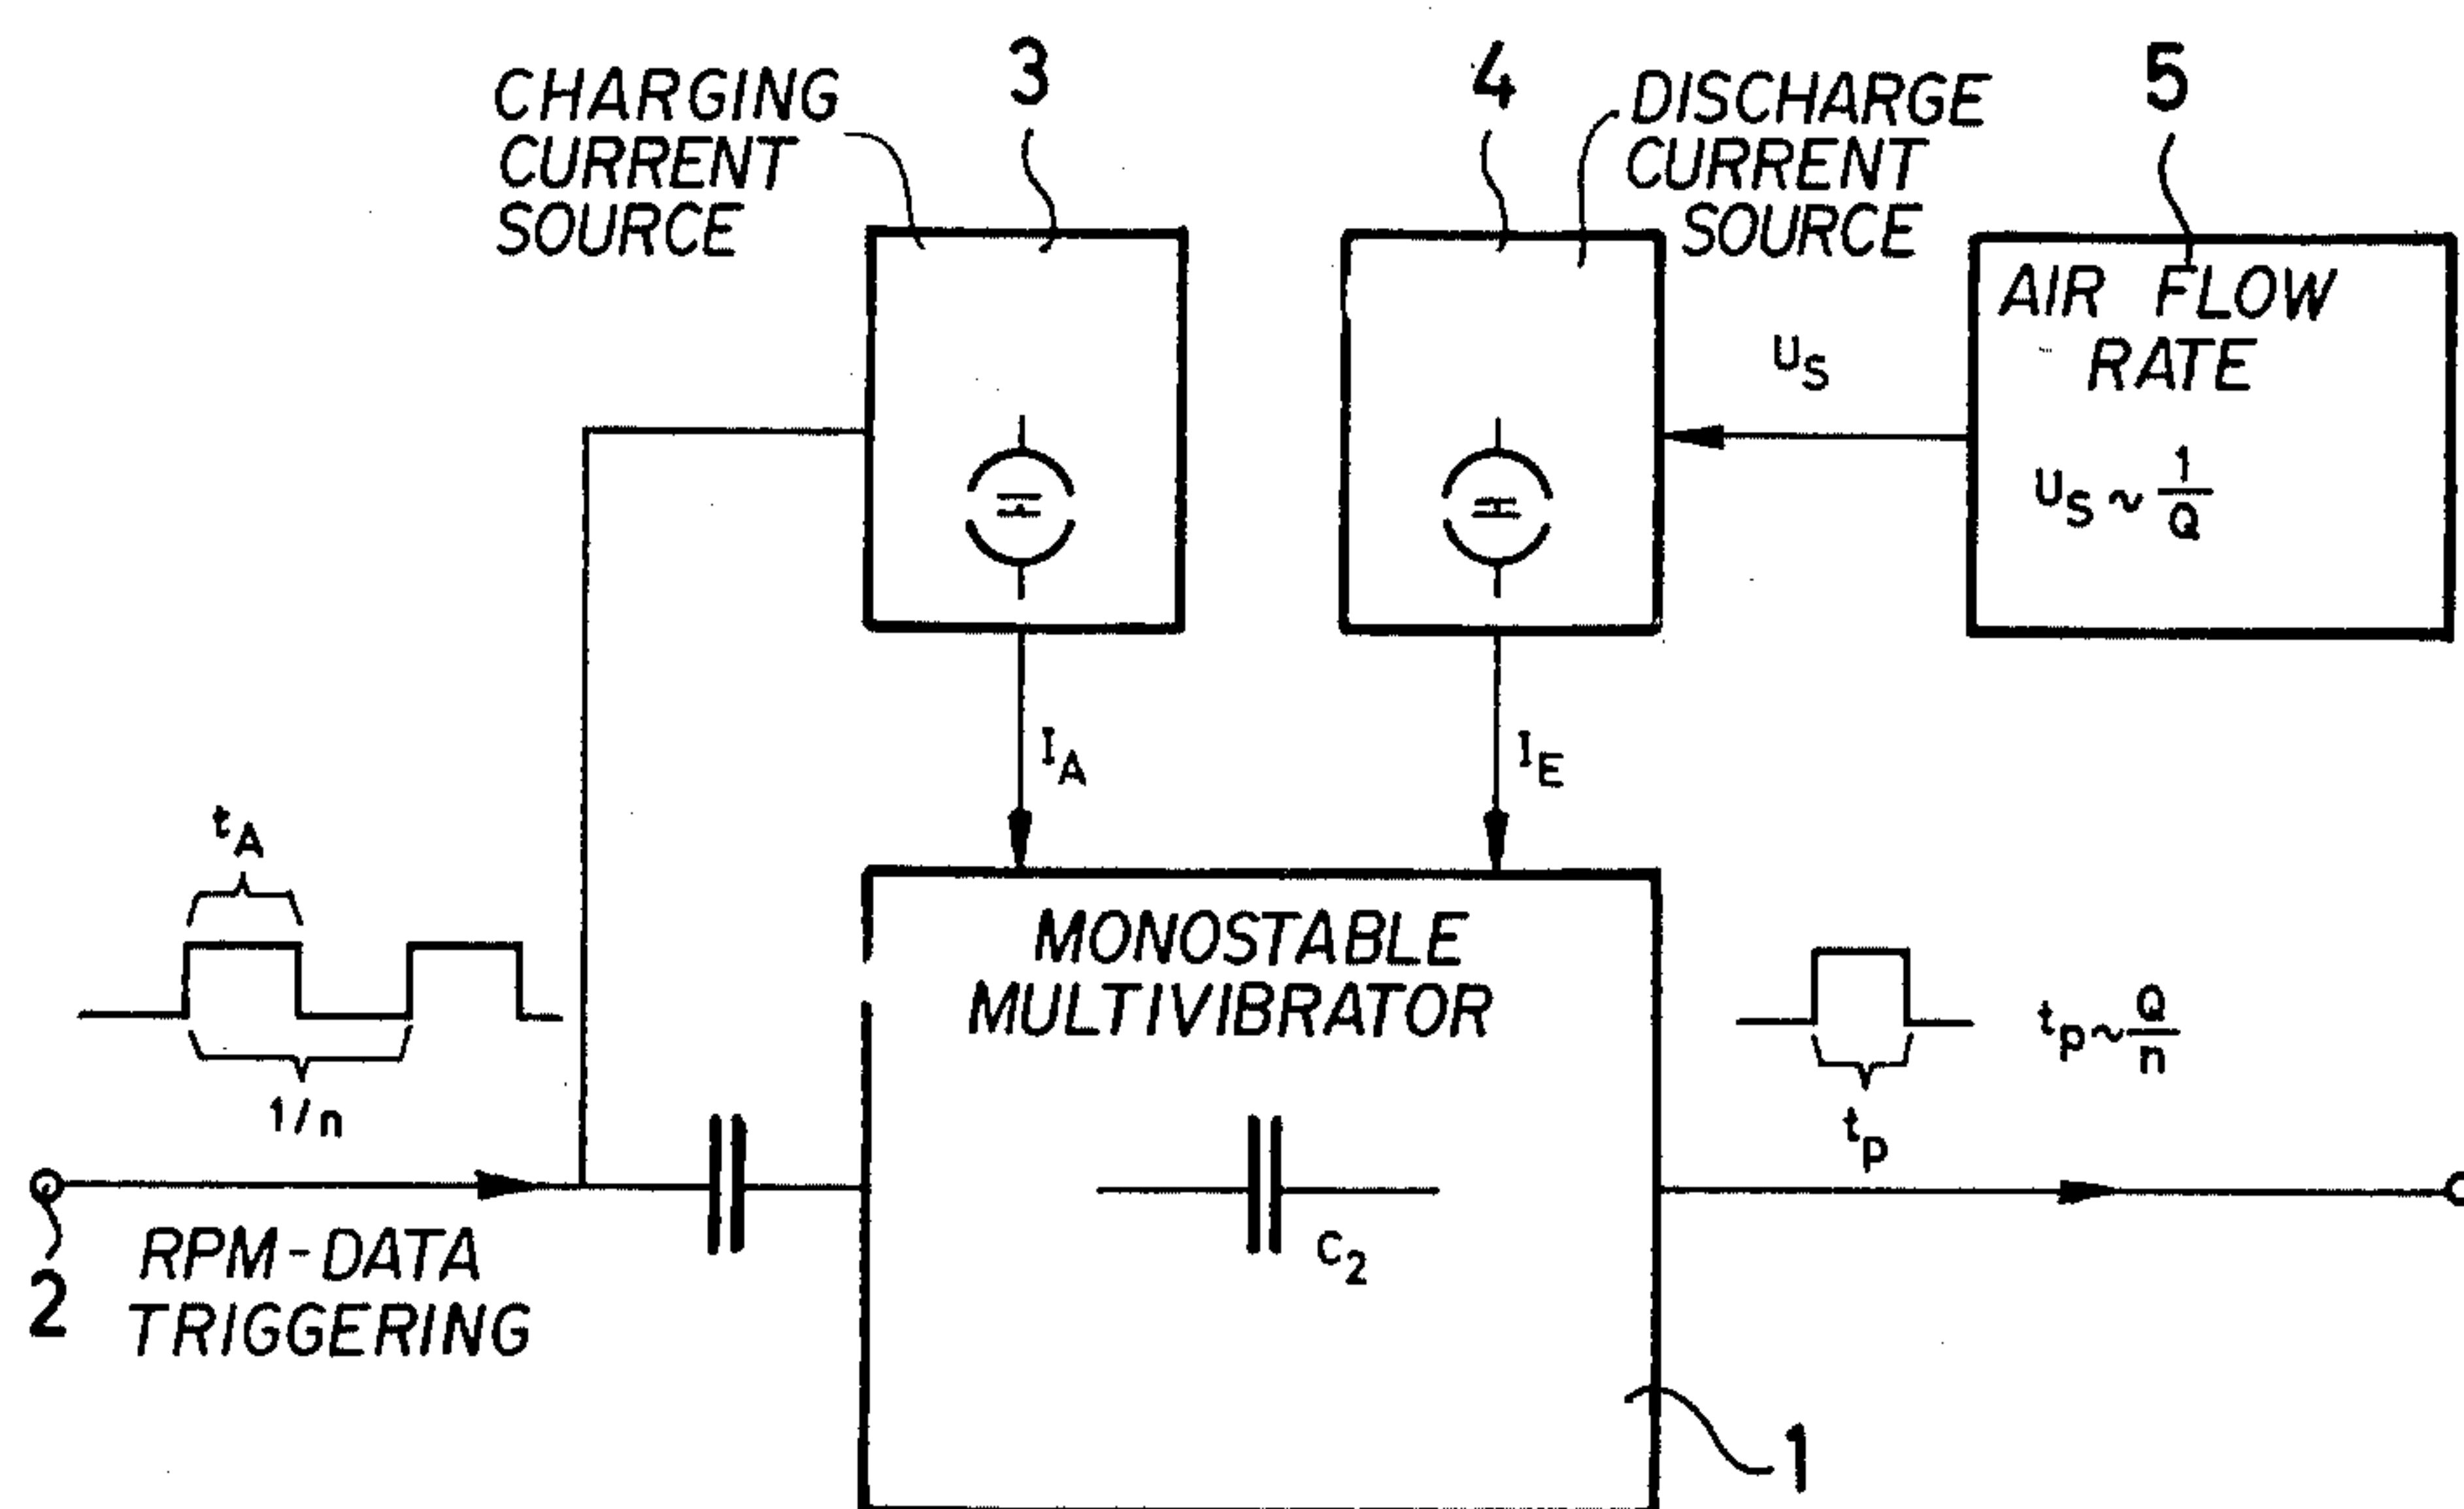 CHARGING
CURRENT
SOURCE
3
4
DISCHARGE
CURRENT
SOURCE
5
AIR FLOW
RATE
U_S ~ 1/Q
U_S
I_A
I_E
t_A
1/n
MONOSTABLE
MULTIVIBRATOR
C_2
t_p
t_p ~ Q/n
2
RPM-DATA
TRIGGERING
1